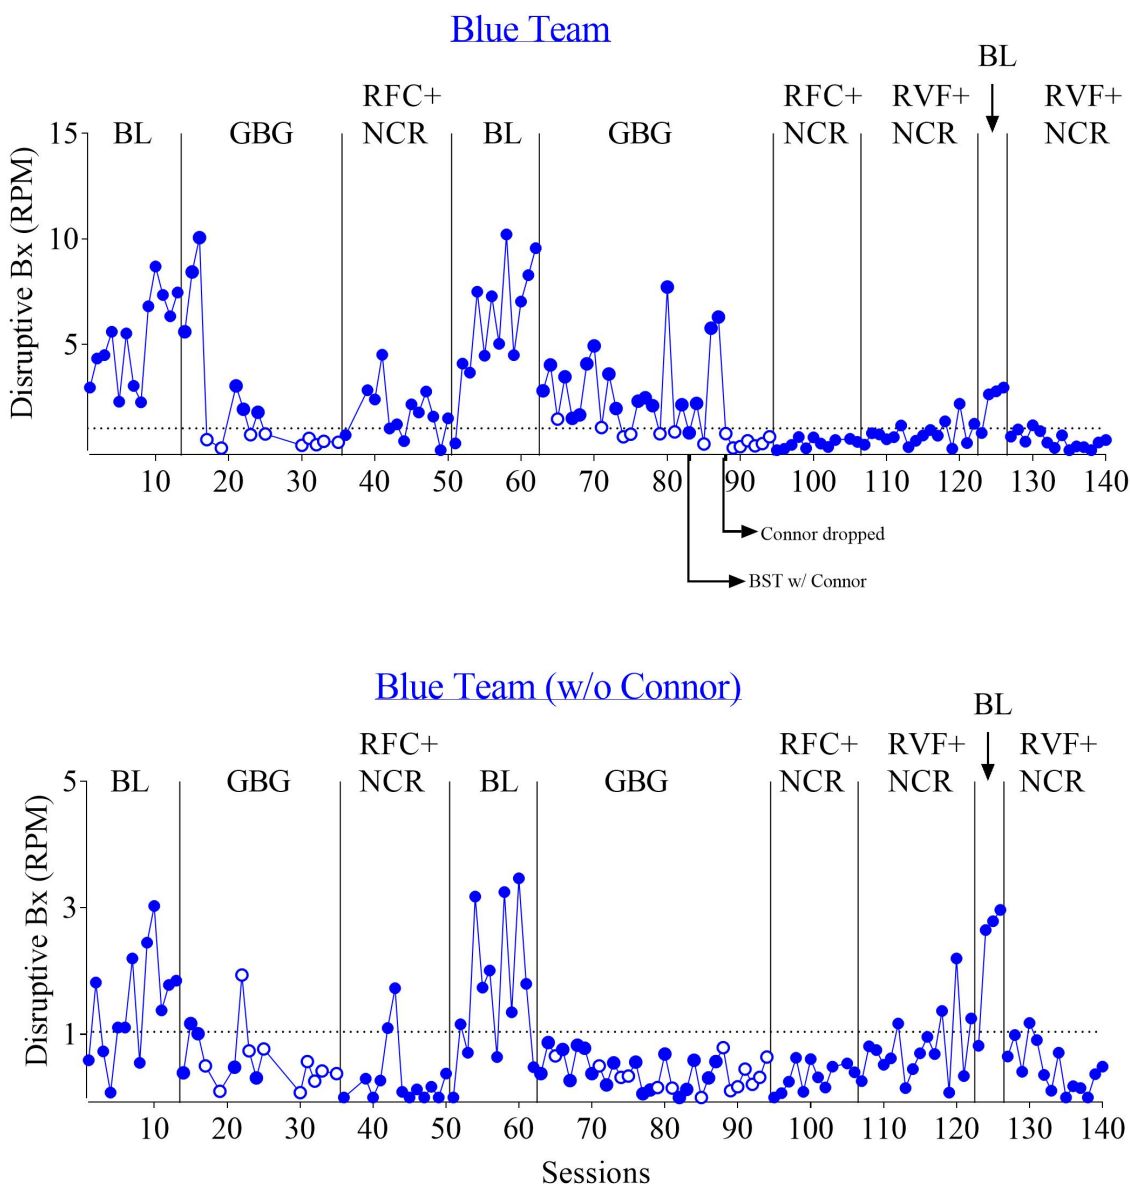 Blue Team
BL
RFC+
RVF+
RVF+
NCR
NCR
NCR
NCR
BL
GBG
BL
GBG
15
10
5
Disruptive Bx (RPM)
10 20 30 40 50 60 70 80 90 100 110 120 130 140
Connor dropped
BST w/ Connor
Blue Team (w/o Connor)
BL
RFC+
RFC+
RVF+
RVF+
BL
GBG
NCR
BL
GBG
NCR
NCR
NCR
5
3
1
Disruptive Bx (RPM)
10 20 30 40 50 60 70 80 90 100 110 120 130 140
Sessions